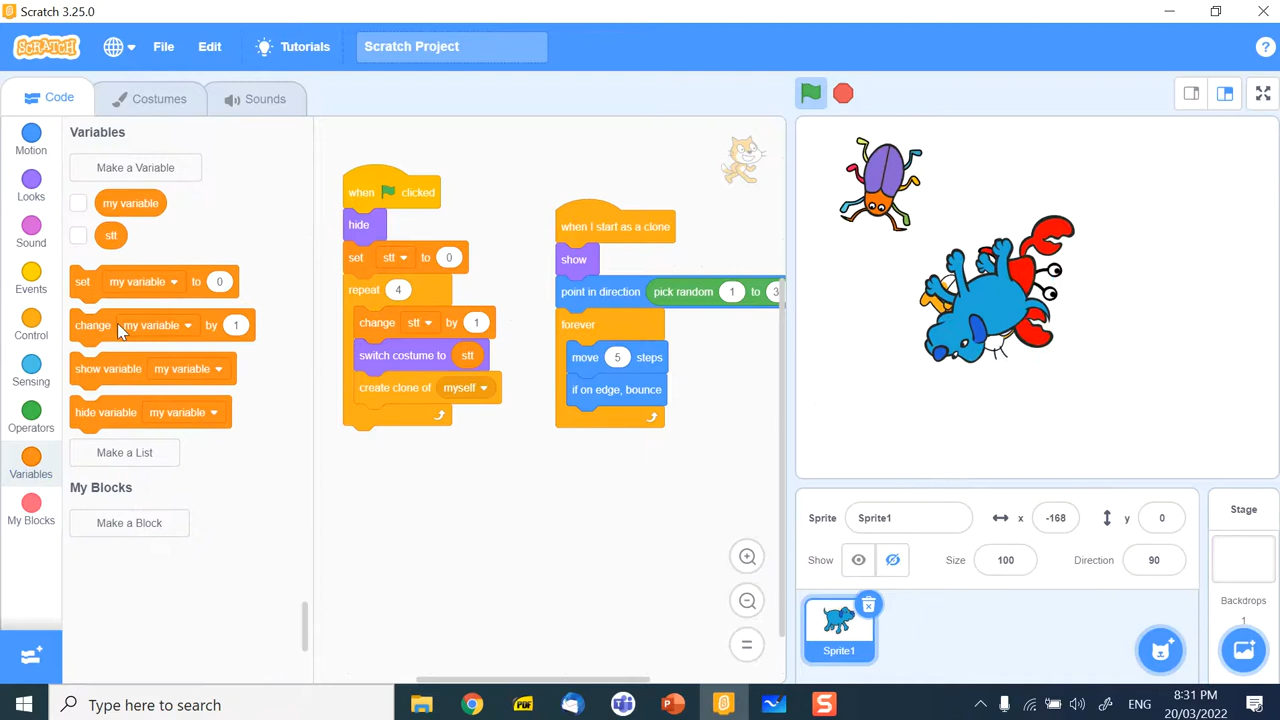 Scratch 3.25.0
SCRATCH
File
Edit
Tutorials
Scratch Project
?
Code
Costumes
Sounds
Motion
Looks
Sound
Events
Control
Sensing
Operators
Variables
My Blocks
Variables
Make a Variable
my variable
stt
set my variable to 0
change my variable by 1
show variable my variable
hide variable my variable
Make a List
My Blocks
Make a Block
when clicked
hide
set stt to 0
repeat 4
change stt by 1
switch costume to stt
create clone of myself
when I start as a clone
show
point in direction pick random 1 to 3
forever
move 5 steps
if on edge, bounce
Sprite Sprite1 x -168 y 0
Show Size 100 Direction 90
Sprite1
Stage
Backdrops
1
Type here to search
ENG
8:31 PM
20/03/2022